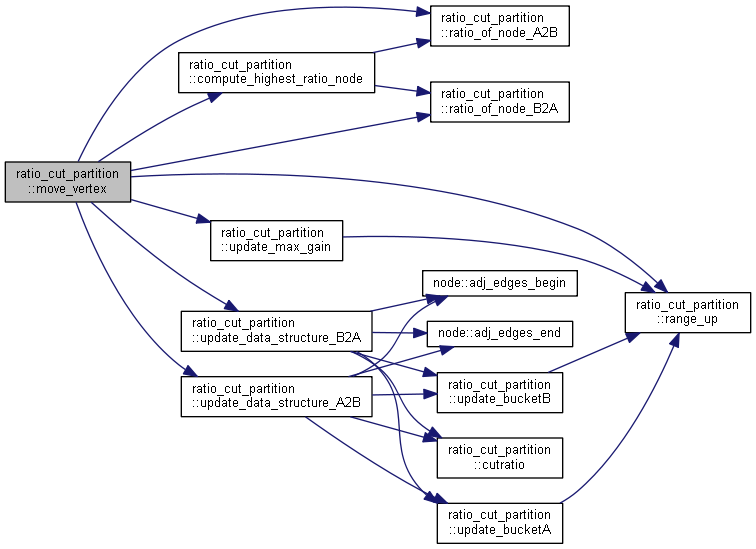 ratio_cut_partition
::ratio_of_node_A2B
ratio_cut_partition
::compute_highest_ratio_node
ratio_cut_partition
::ratio_of_node_B2A
ratio_cut_partition
::move_vertex
ratio_cut_partition
::update_max_gain
node::adj_edges_begin
ratio_cut_partition
::range_up
ratio_cut_partition
::update_data_structure_B2A
node::adj_edges_end
ratio_cut_partition
::update_data_structure_A2B
ratio_cut_partition
::update_bucketB
ratio_cut_partition
::cutratio
ratio_cut_partition
::update_bucketA